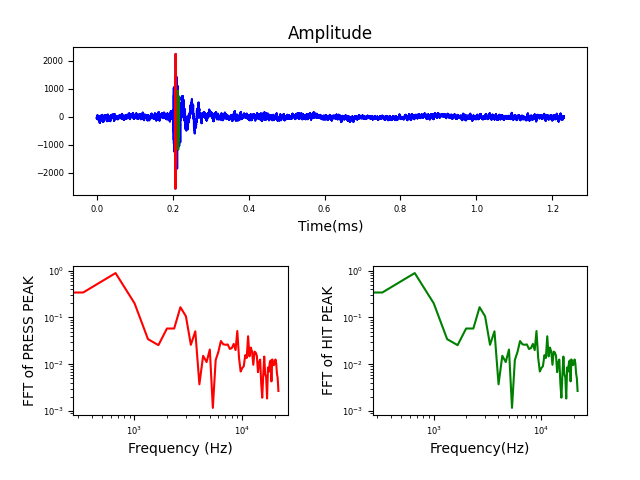 Amplitude
2000
1000
0
−1000
−2000
0.0 0.2 0.4 0.6 0.8 1.0 1.2
Time(ms)
FFT of PRESS PEAK
10⁰
10⁻¹
10⁻²
10⁻³
10³ 10⁴
Frequency (Hz)
FFT of HIT PEAK
10⁰
10⁻¹
10⁻²
10⁻³
10³ 10⁴
Frequency(Hz)